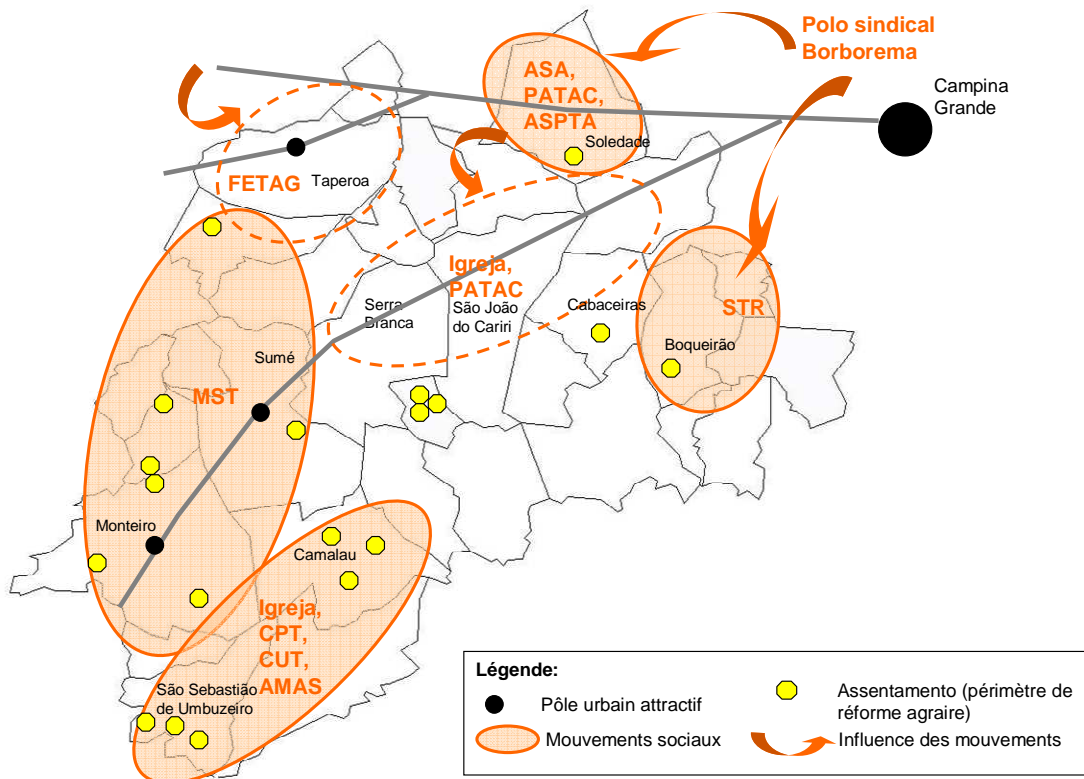 Polo sindical
Borborema
Campina
Grande
ASA,
PATAC,
ASPTA
Soledade
FETAG
Taperoa
Igreja,
PATAC
Serra
Branca
São João
do Cariri
Cabaceiras
STR
Boqueirão
Sumé
MST
Monteiro
Camalau
Igreja,
CPT,
CUT,
AMAS
São Sebastião
de Umbuzeiro
Légende:
Pôle urbain attractif
Assentamento (périmètre de
réforme agraire)
Mouvements sociaux
Influence des mouvements